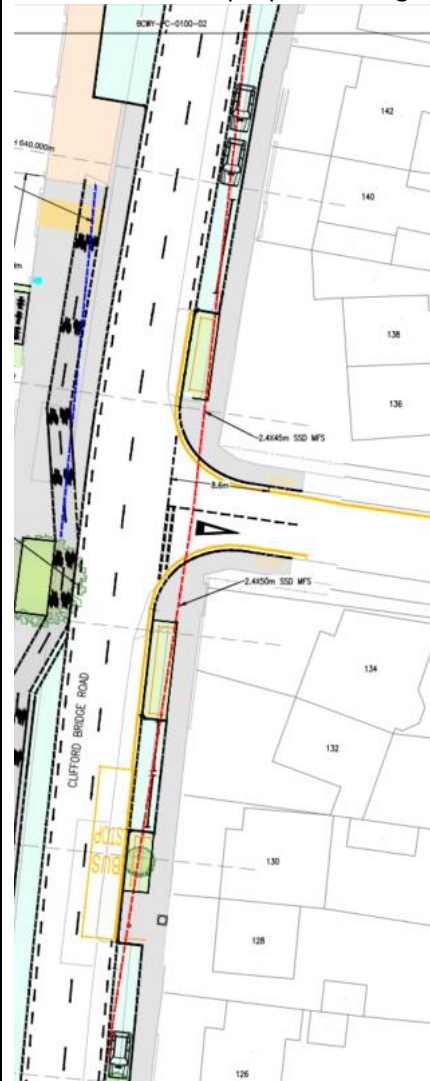 BCWY-PC-0100-02
142
H 640.000m
140
138
136
2.4X45m SSD MFS
8.6m
2.4X50m SSD MFS
134
CLIFFORD BRIDGE ROAD
132
BUS
STOP
130
128
126